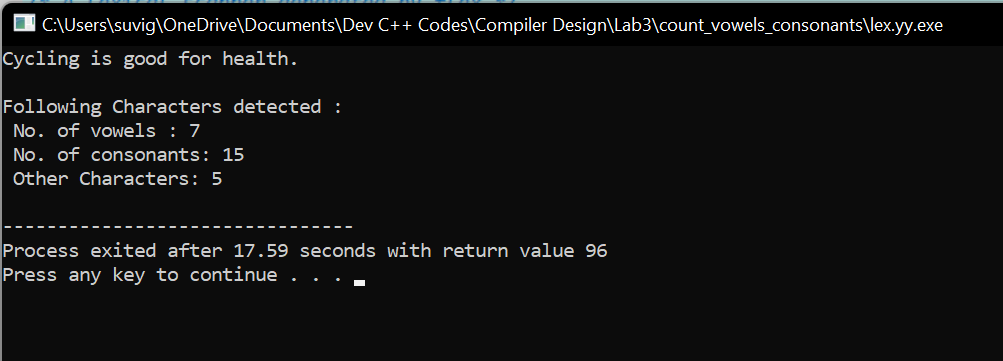 C:\Users\suvig\OneDrive\Documents\Dev C++ Codes\Compiler Design\Lab3\count_vowels_consonants\lex.yy.exe
Cycling is good for health.
Following Characters detected :
No. of vowels : 7
No. of consonants: 15
Other Characters: 5
--------------------------------
Process exited after 17.59 seconds with return value 96
Press any key to continue . . .